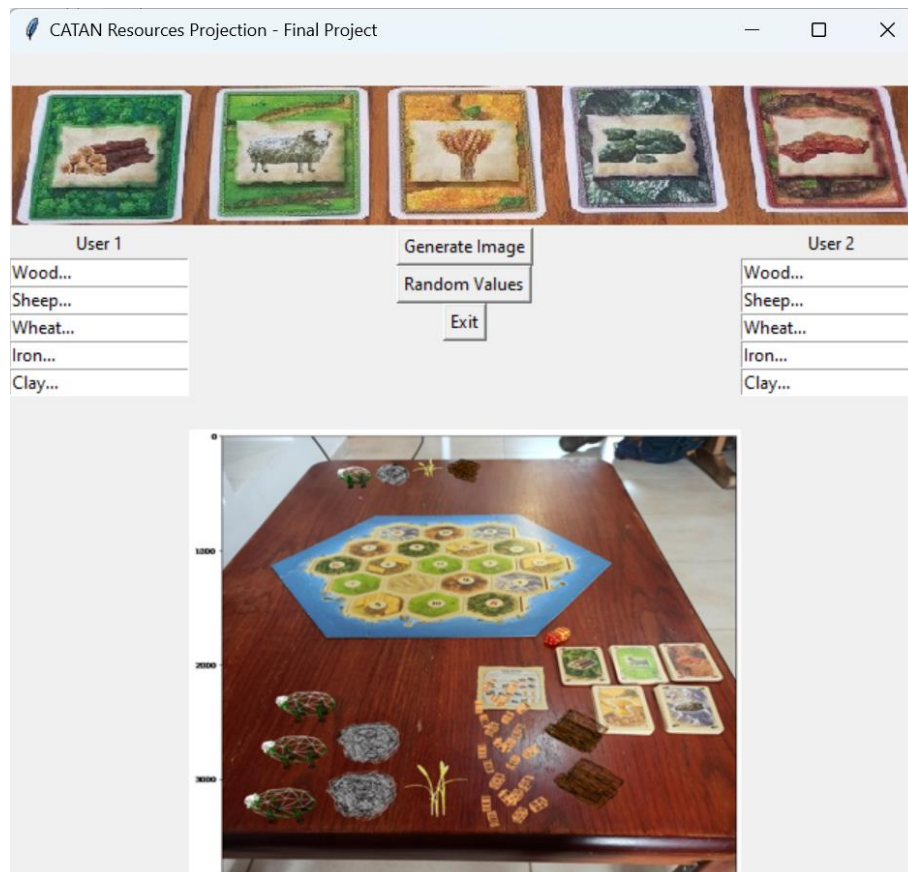 CATAN Resources Projection - Final Project
User 1
Generate Image
User 2
Wood...
Random Values
Wood...
Sheep...
Exit
Sheep...
Wheat...
Wheat...
Iron...
Iron...
Clay...
Clay...
0
1000
2000
3000